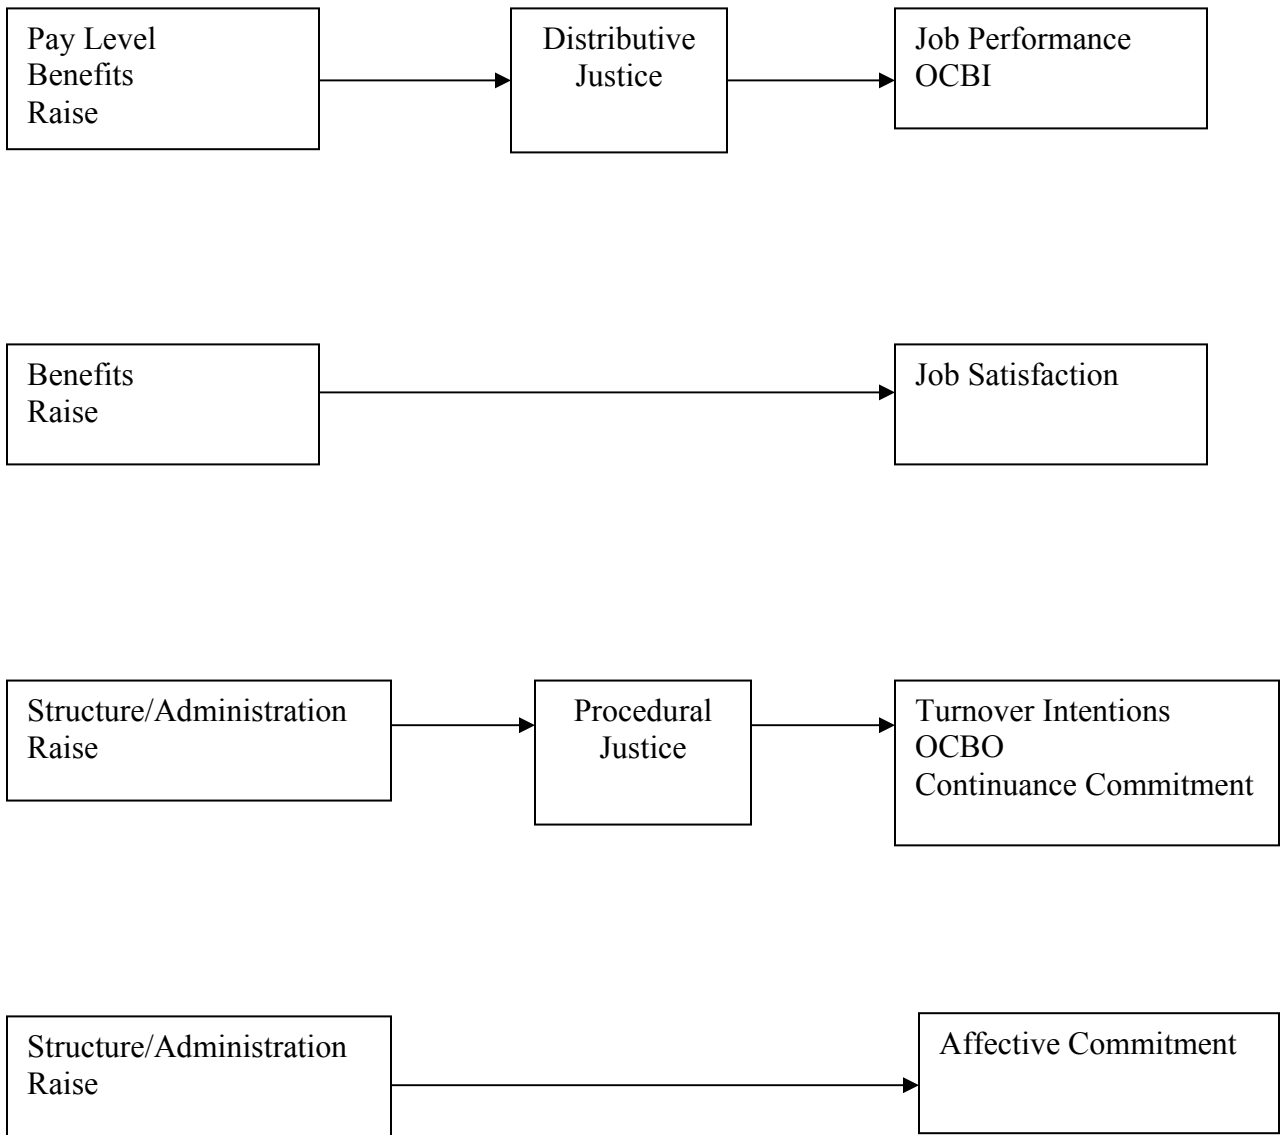 Pay Level
Benefits
Raise
Distributive
Justice
Job Performance
OCBI
Benefits
Raise
Job Satisfaction
Structure/Administration
Raise
Procedural
Justice
Turnover Intentions
OCBO
Continuance Commitment
Structure/Administration
Raise
Affective Commitment